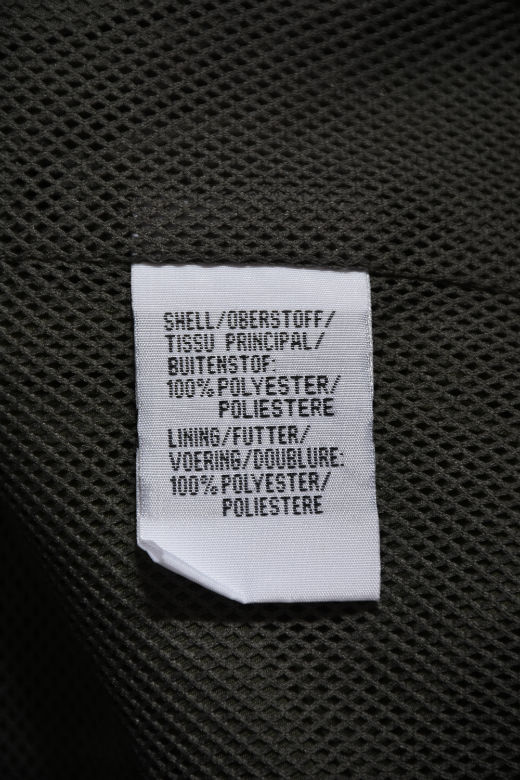 SHELL/OBERSTOFF/
TISSU PRINCIPAL/
BUITENSTOF:
100% POLYESTER/
POLIESTERE
LINING/FUTTER/
VOERING/DOUBLURE:
100% POLYESTER/
POLIESTERE